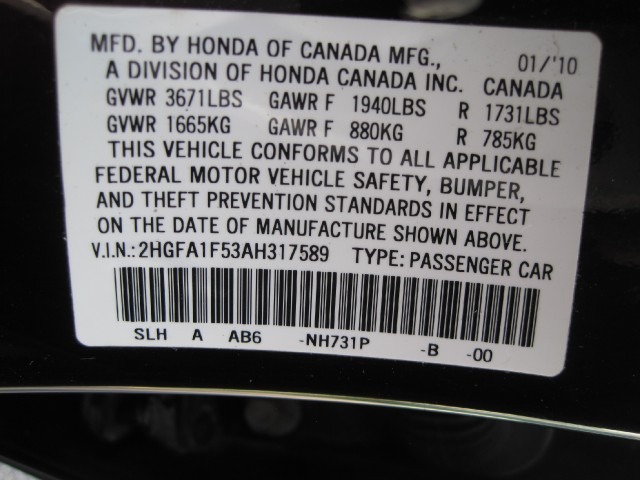 MFD. BY HONDA OF CANADA MFG., 01/'10
A DIVISION OF HONDA CANADA INC. CANADA
GVWR 3671LBS GAWR F 1940LBS R 1731LBS
GVWR 1665KG GAWR F 880KG R 785KG
THIS VEHICLE CONFORMS TO ALL APPLICABLE
FEDERAL MOTOR VEHICLE SAFETY, BUMPER,
AND THEFT PREVENTION STANDARDS IN EFFECT
ON THE DATE OF MANUFACTURE SHOWN ABOVE.
V.I.N.:2HGFA1F53AH317589 TYPE: PASSENGER CAR
SLH A AB6 -NH731P -B -00